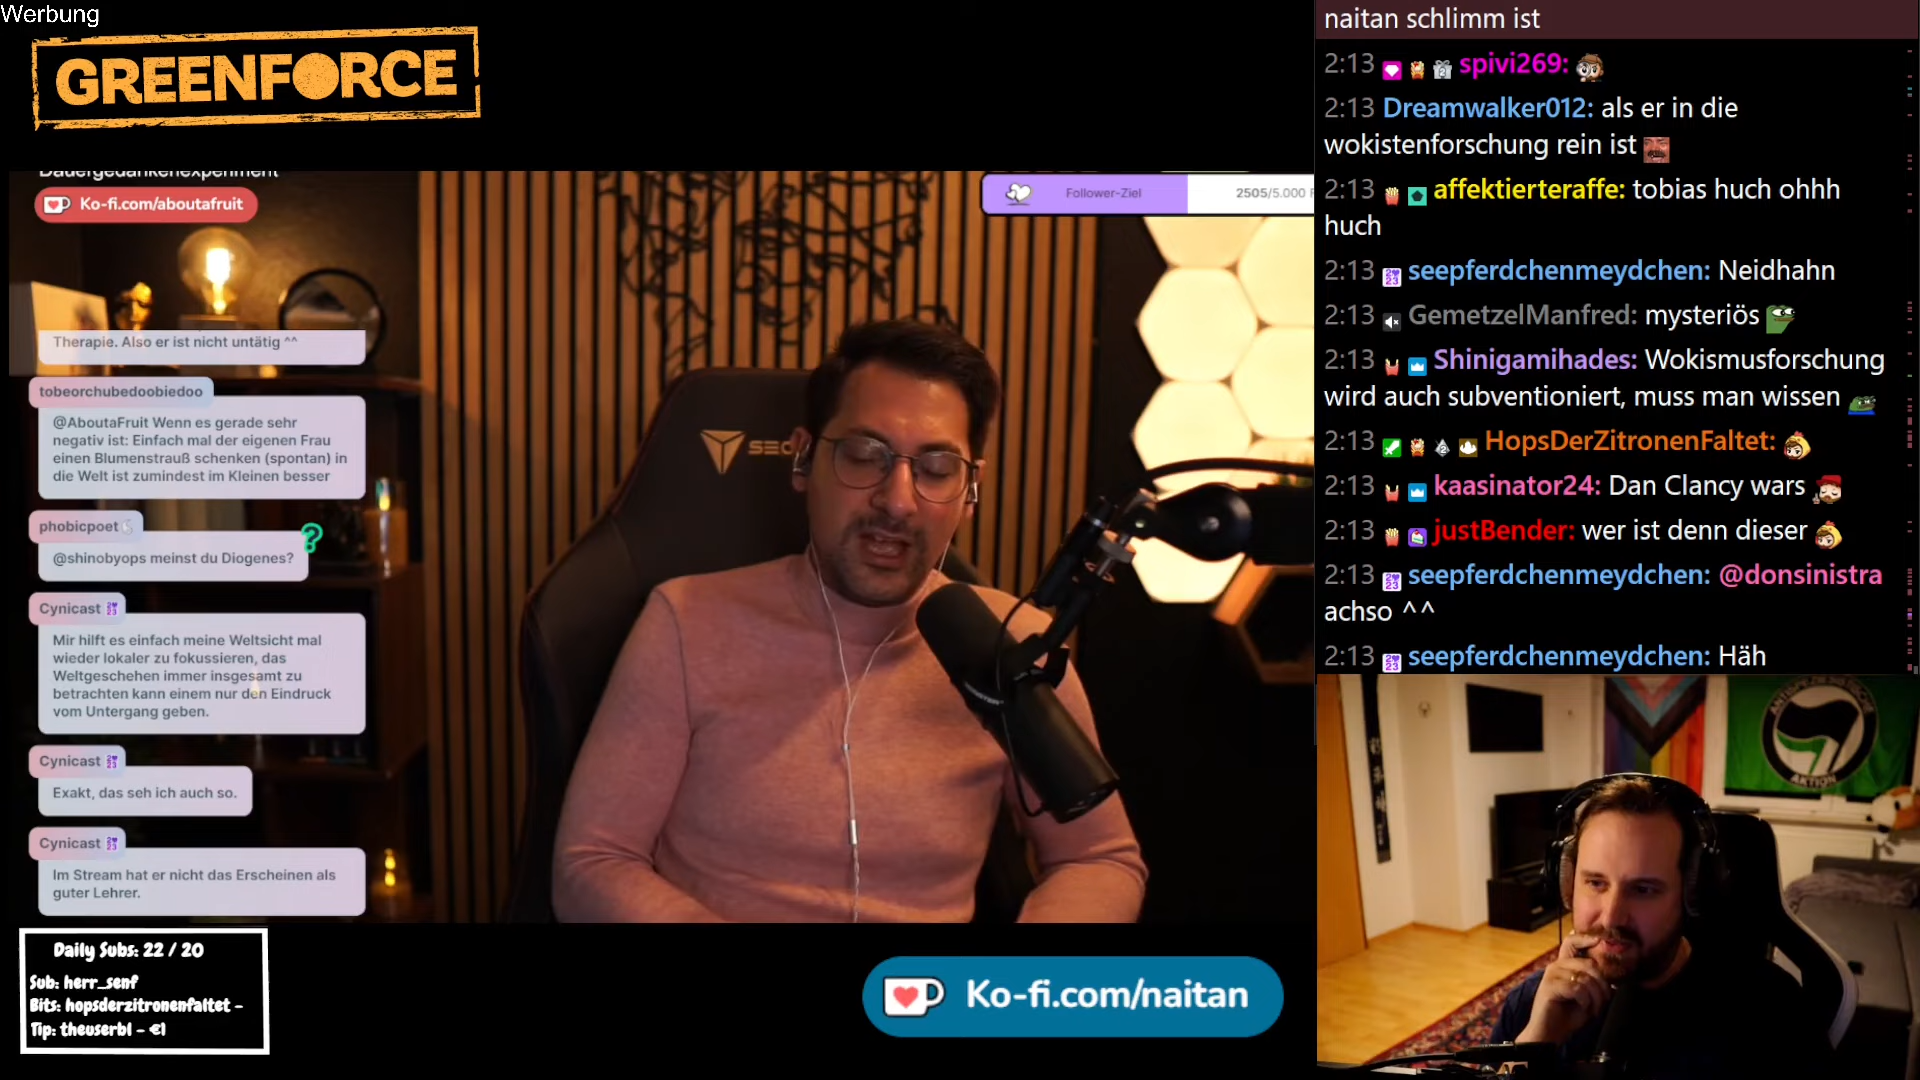 Werbung
GREENFORCE
Dauergedankenexperiment
Ko-fi.com/aboutafruit
Follower-Ziel
2505/5.000 F
Therapie. Also er ist nicht untätig ^^
tobeorchubedoobiedoo
@AboutaFruit Wenn es gerade sehr
negativ ist: Einfach mal der eigenen Frau
einen Blumenstrauß schenken (spontan) in
die Welt ist zumindest im Kleinen besser
phobicpoet
@shinobyops meinst du Diogenes?
Cynicast
Mir hilft es einfach meine Weltsicht mal
wieder lokaler zu fokussieren, das
Weltgeschehen immer insgesamt zu
betrachten kann einem nur den Eindruck
vom Untergang geben.
Cynicast
Exakt, das seh ich auch so.
Cynicast
Im Stream hat er nicht das Erscheinen als
guter Lehrer.
Daily Subs: 22 / 20
Sub: herr_senf
Bits: hopsderzitronenfaltet -
Tip: theuserbl - €1
Ko-fi.com/naitan
naitan schlimm ist
2:13 spivi269:
2:13 Dreamwalker012: als er in die
wokistenforschung rein ist
2:13 affektierteraffe: tobias huch ohhh
huch
2:13 seepferdchenmeydchen: Neidhahn
2:13 GemetzelManfred: mysteriös
2:13 Shinigamihades: Wokismusforschung
wird auch subventioniert, muss man wissen
2:13 HopsDerZitronenFaltet:
2:13 kaasinator24: Dan Clancy wars
2:13 justBender: wer ist denn dieser
2:13 seepferdchenmeydchen: @donsinistra
achso ^^
2:13 seepferdchenmeydchen: Häh
AKTION